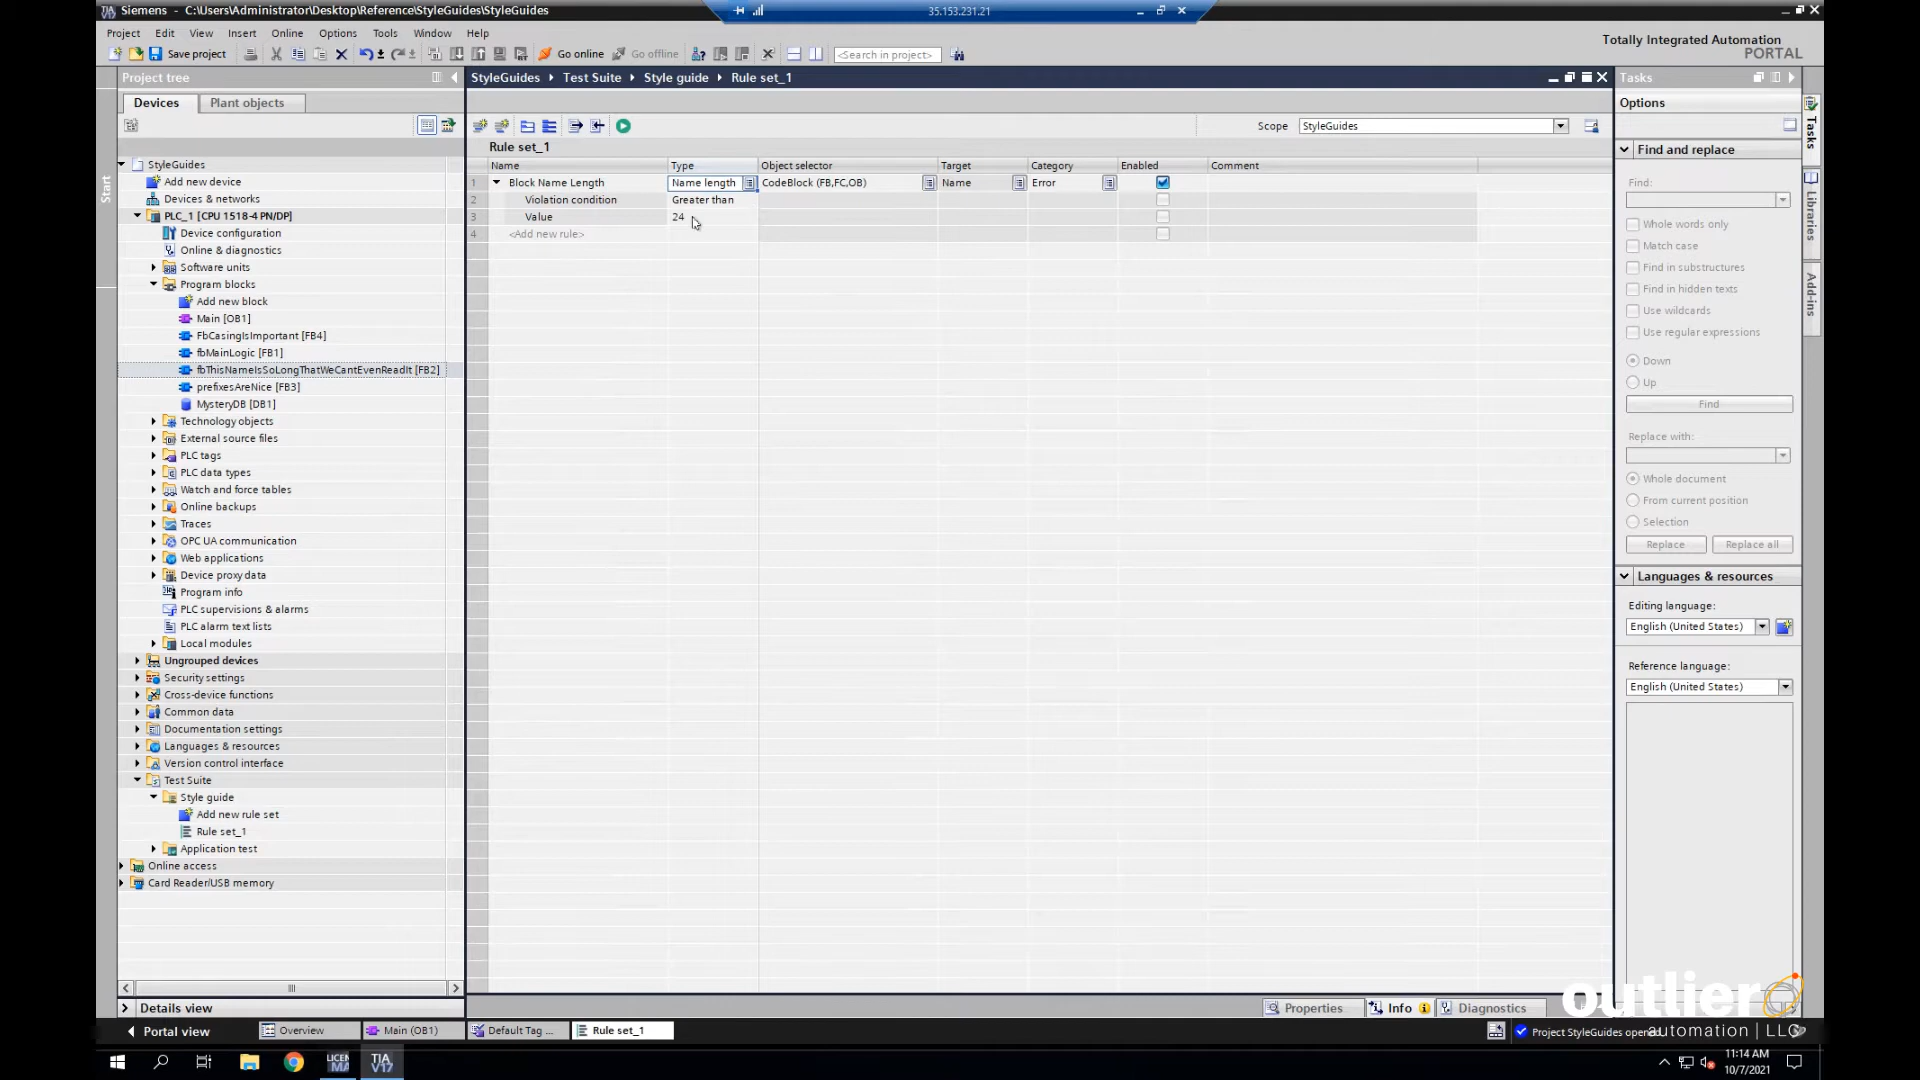 Siemens - C:\Users\Administrator\Desktop\Reference\StyleGuides\StyleGuides
35.153.231.21
Project Edit View Insert Online Options Tools Window Help
Totally Integrated Automation
PORTAL
Save project
Go online
Go offline
<Search in project>
Project tree
Devices
Plant objects
Start
StyleGuides
Add new device
Devices & networks
PLC_1 [CPU 1518-4 PN/DP]
Device configuration
Online & diagnostics
Software units
Program blocks
Add new block
Main [OB1]
FbCasingIsImportant [FB4]
fbMainLogic [FB1]
fbThisNameIsSoLongThatWeCantEvenReadIt [FB2]
prefixesAreNice [FB3]
MysteryDB [DB1]
Technology objects
External source files
PLC tags
PLC data types
Watch and force tables
Online backups
Traces
OPC UA communication
Web applications
Device proxy data
Program info
PLC supervisions & alarms
PLC alarm text lists
Local modules
Ungrouped devices
Security settings
Cross-device functions
Common data
Documentation settings
Languages & resources
Version control interface
Test Suite
Style guide
Add new rule set
Rule set_1
Application test
Online access
Card Reader/USB memory
Details view
StyleGuides Test Suite Style guide Rule set_1
Scope StyleGuides
Rule set_1
Name Type Object selector Target Category Enabled Comment
1 Block Name Length Name length CodeBlock (FB,FC,OB) Name Error
2 Violation condition Greater than
3 Value 24
4 <Add new rule>
Properties Info Diagnostics
Tasks
Options
Find and replace
Find:
Whole words only
Match case
Find in substructures
Find in hidden texts
Use wildcards
Use regular expressions
Down
Up
Find
Replace with:
Whole document
From current position
Selection
Replace Replace all
Languages & resources
Editing language:
English (United States)
Reference language:
English (United States)
Tasks
Libraries
Add-ins
outlier
automation | LLC
Portal view
Overview
Main (OB1)
Default Tag ...
Rule set_1
Project StyleGuides open
LICEN
MA
TIA
V17
11:14 AM
10/7/2021